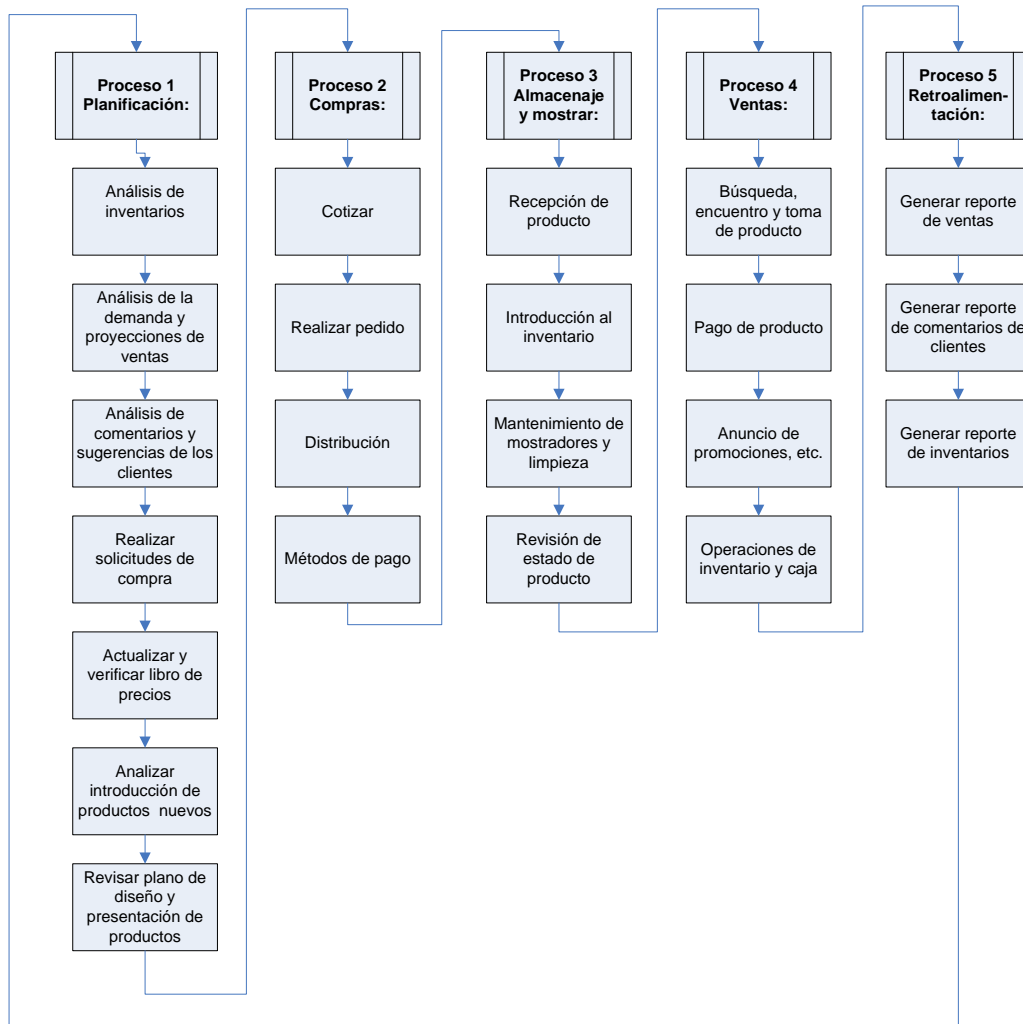 Proceso 1
Planificación:
Análisis de
inventarios
Análisis de la
demanda y
proyecciones de
ventas
Análisis de
comentarios y
sugerencias de los
clientes
Realizar
solicitudes de
compra
Actualizar y
verificar libro de
precios
Analizar
introducción de
productos  nuevos
Revisar plano de
diseño y
presentación de
productos
Proceso 2
Compras:
Cotizar
Realizar pedido
Distribución
Métodos de pago
Proceso 3
Almacenaje
y mostrar:
Recepción de
producto
Introducción al
inventario
Mantenimiento de
mostradores y
limpieza
Revisión de
estado de
producto
Proceso 4
Ventas:
Búsqueda,
encuentro y toma
de producto
Pago de producto
Anuncio de
promociones, etc.
Operaciones de
inventario y caja
Proceso 5
Retroalimen-
tación:
Generar reporte
de ventas
Generar reporte
de comentarios de
clientes
Generar reporte
de inventarios